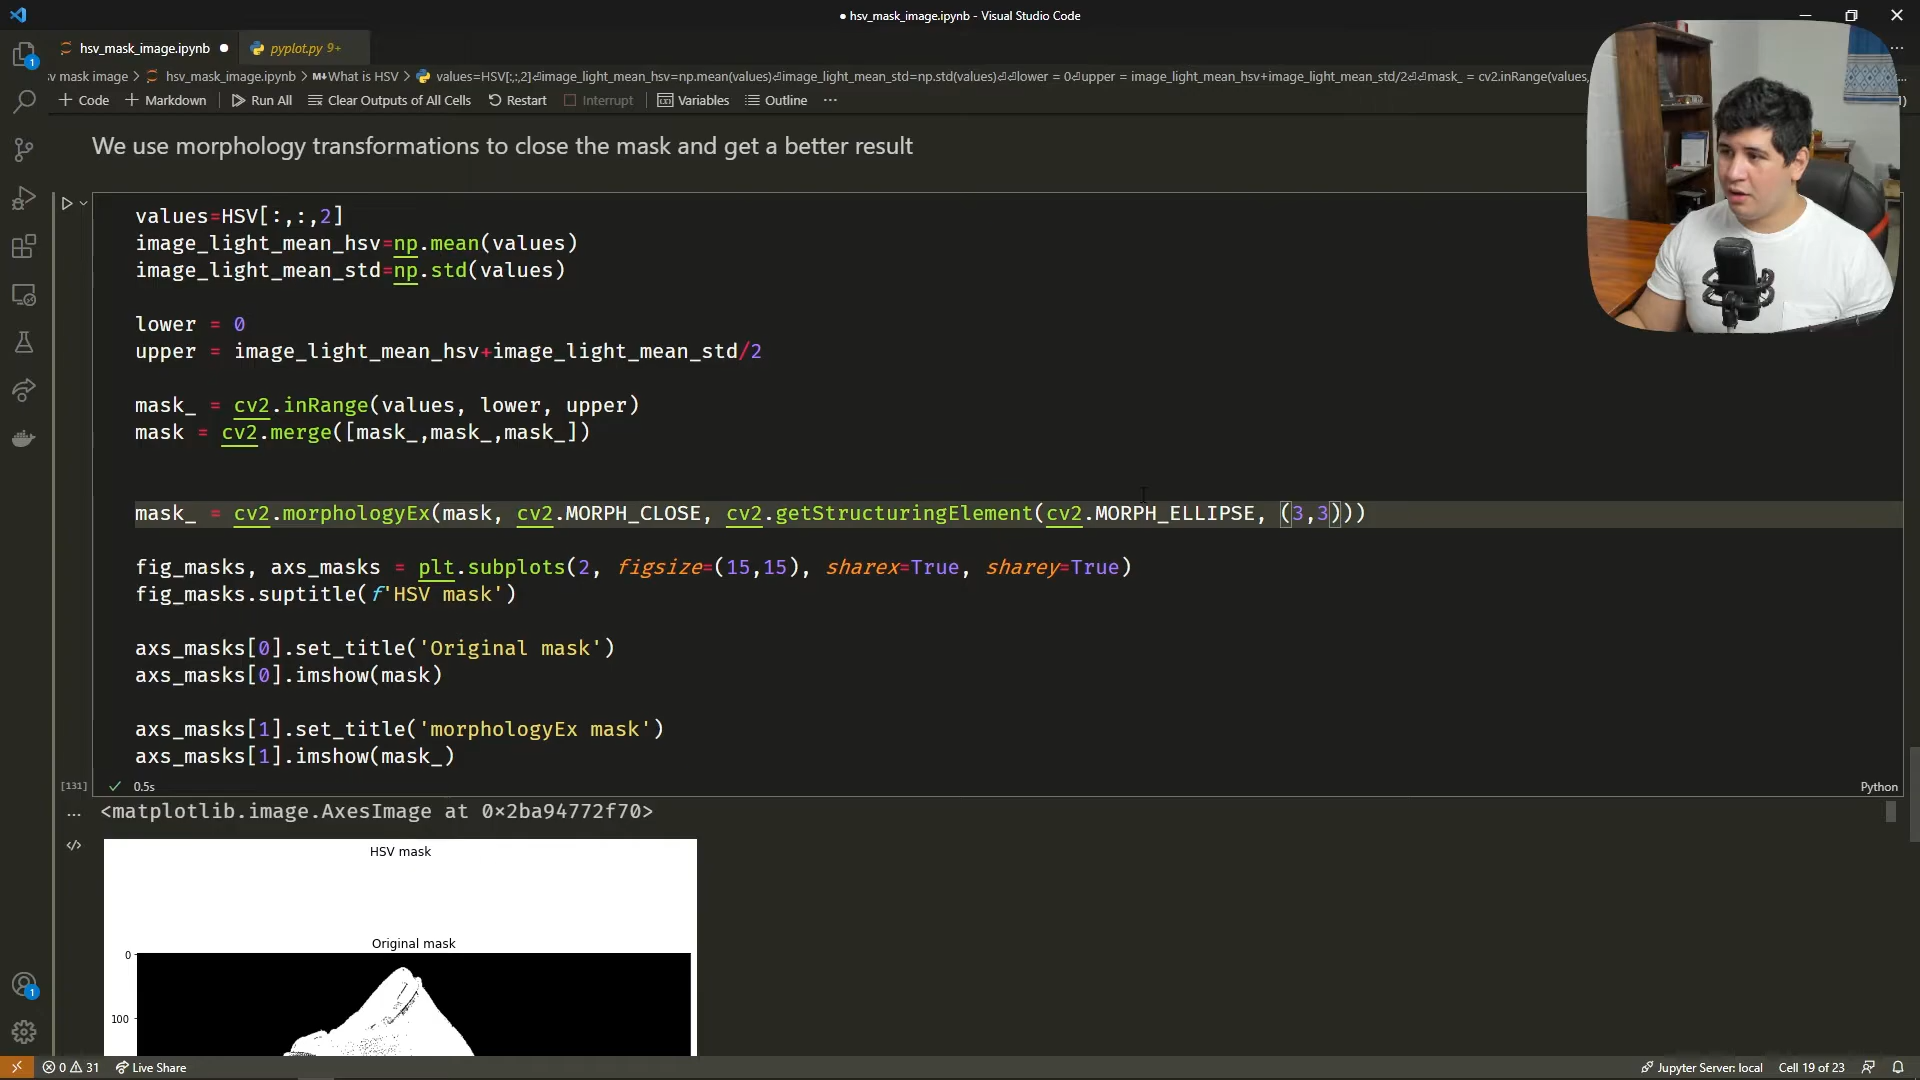 ● hsv_mask_image.ipynb - Visual Studio Code
hsv_mask_image.ipynb ●
pyplot.py 9+
v mask image > hsv_mask_image.ipynb > M↓What is HSV > values=HSV[:,:,2]⏎image_light_mean_hsv=np.mean(values)⏎image_light_mean_std=np.std(values)⏎⏎lower = 0⏎upper = image_light_mean_hsv+image_light_mean_std/2⏎⏎mask_ = cv2.inRange(values,
+ Code + Markdown Run All Clear Outputs of All Cells Restart Interrupt Variables Outline ...
We use morphology transformations to close the mask and get a better result
values=HSV[:,:,2]
image_light_mean_hsv=np.mean(values)
image_light_mean_std=np.std(values)
lower = 0
upper = image_light_mean_hsv+image_light_mean_std/2
mask_ = cv2.inRange(values, lower, upper)
mask = cv2.merge([mask_,mask_,mask_])
mask_ = cv2.morphologyEx(mask, cv2.MORPH_CLOSE, cv2.getStructuringElement(cv2.MORPH_ELLIPSE, (3,3)))
fig_masks, axs_masks = plt.subplots(2, figsize=(15,15), sharex=True, sharey=True)
fig_masks.suptitle(f'HSV mask')
axs_masks[0].set_title('Original mask')
axs_masks[0].imshow(mask)
axs_masks[1].set_title('morphologyEx mask')
axs_masks[1].imshow(mask_)
[131] ✓ 0.5s
Python
... <matplotlib.image.AxesImage at 0×2ba94772f70>
HSV mask
Original mask
0
100
1
1
0 31 Live Share
Jupyter Server: local Cell 19 of 23